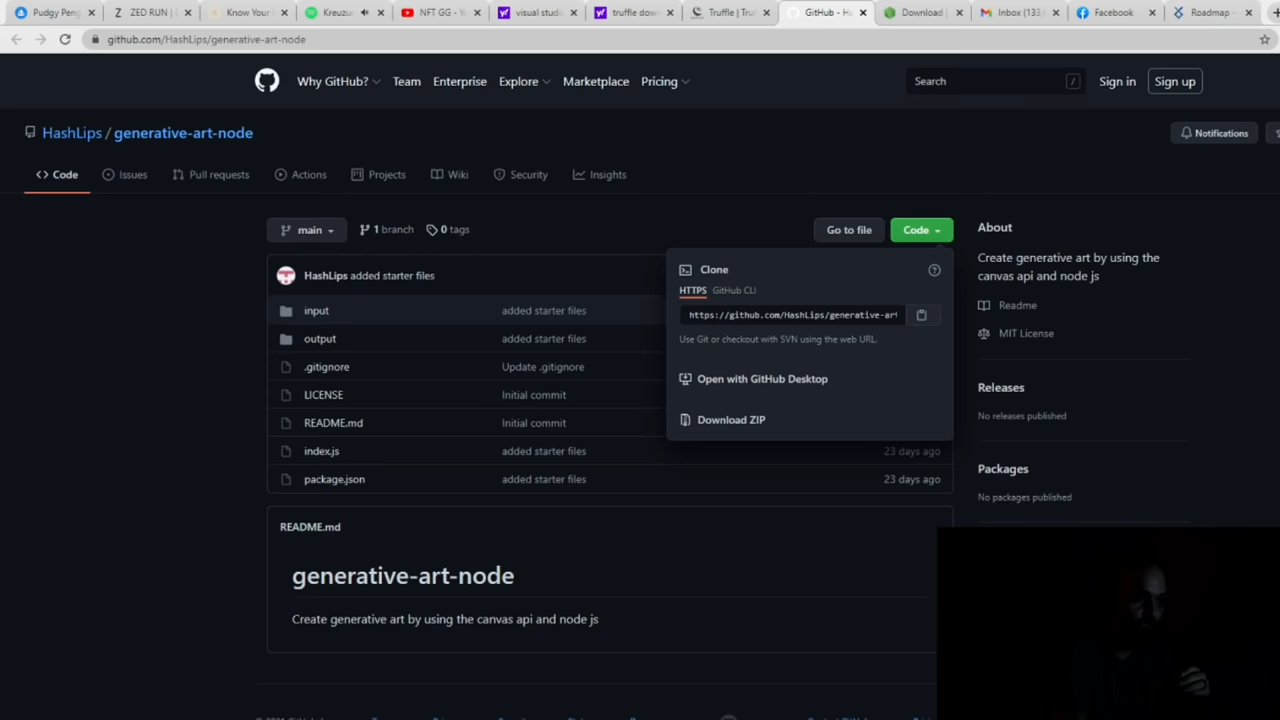 Pudgy Peng
ZED RUN |
Know Your
Kreuzu
NFT GG - Yo
visual studi
truffle down
Truffle | Tru
GitHub - Ha
Download |
Inbox (133,
Facebook
Roadmap -
github.com/HashLips/generative-art-node
Why GitHub? Team Enterprise Explore Marketplace Pricing
Search /
Sign in Sign up
HashLips / generative-art-node
Notifications
<> Code Issues Pull requests Actions Projects Wiki Security Insights
main 1 branch 0 tags
Go to file Code
HashLips added starter files
input added starter files
output added starter files
.gitignore Update .gitignore
LICENSE Initial commit
README.md Initial commit
index.js added starter files 23 days ago
package.json added starter files 23 days ago
Clone
HTTPS GitHub CLI
https://github.com/HashLips/generative-art
Use Git or checkout with SVN using the web URL.
Open with GitHub Desktop
Download ZIP
About
Create generative art by using the
canvas api and node js
Readme
MIT License
Releases
No releases published
Packages
No packages published
README.md
generative-art-node
Create generative art by using the canvas api and node js